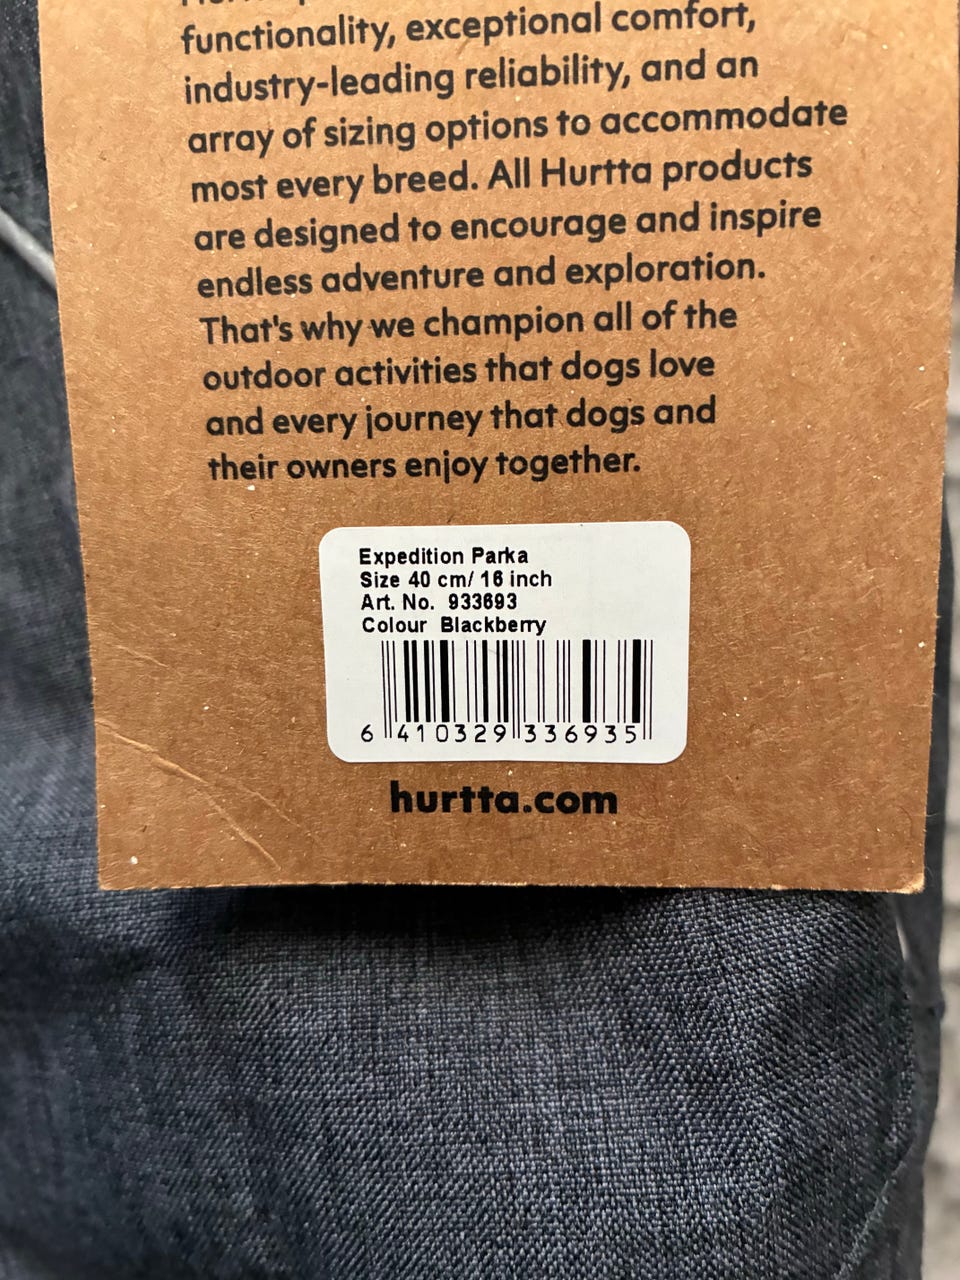 functionality, exceptional comfort,
industry-leading reliability, and an
array of sizing options to accommodate
most every breed. All Hurtta products
are designed to encourage and inspire
endless adventure and exploration.
That's why we champion all of the
outdoor activities that dogs love
and every journey that dogs and
their owners enjoy together.
Expedition Parka
Size 40 cm/ 16 inch
Art. No. 933693
Colour Blackberry
6 410329 336935
hurtta.com